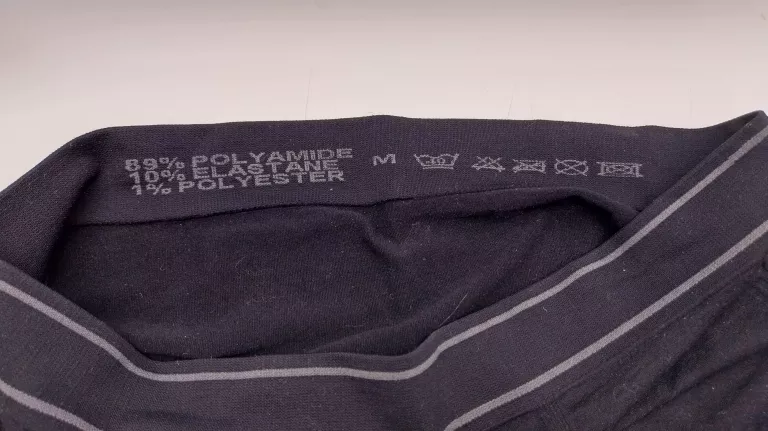 89% POLYAMIDE
10% ELASTANE
1% POLYESTER
M